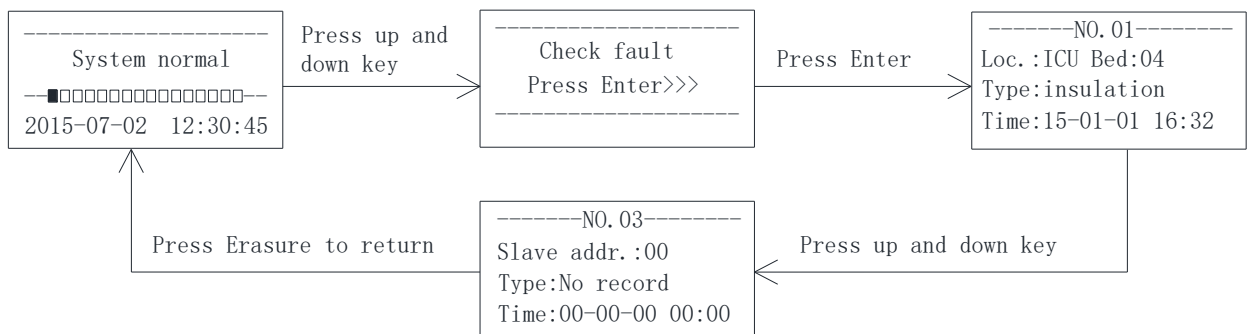 System normal
2015-07-02 12:30:45
Press up and
down key
Check fault
Press Enter>>>
Press Enter
-------NO.01--------
Loc.:ICU Bed:04
Type:insulation
Time:15-01-01 16:32
Press up and down key
-------NO.03--------
Slave addr.:00
Type:No record
Time:00-00-00 00:00
Press Erasure to return